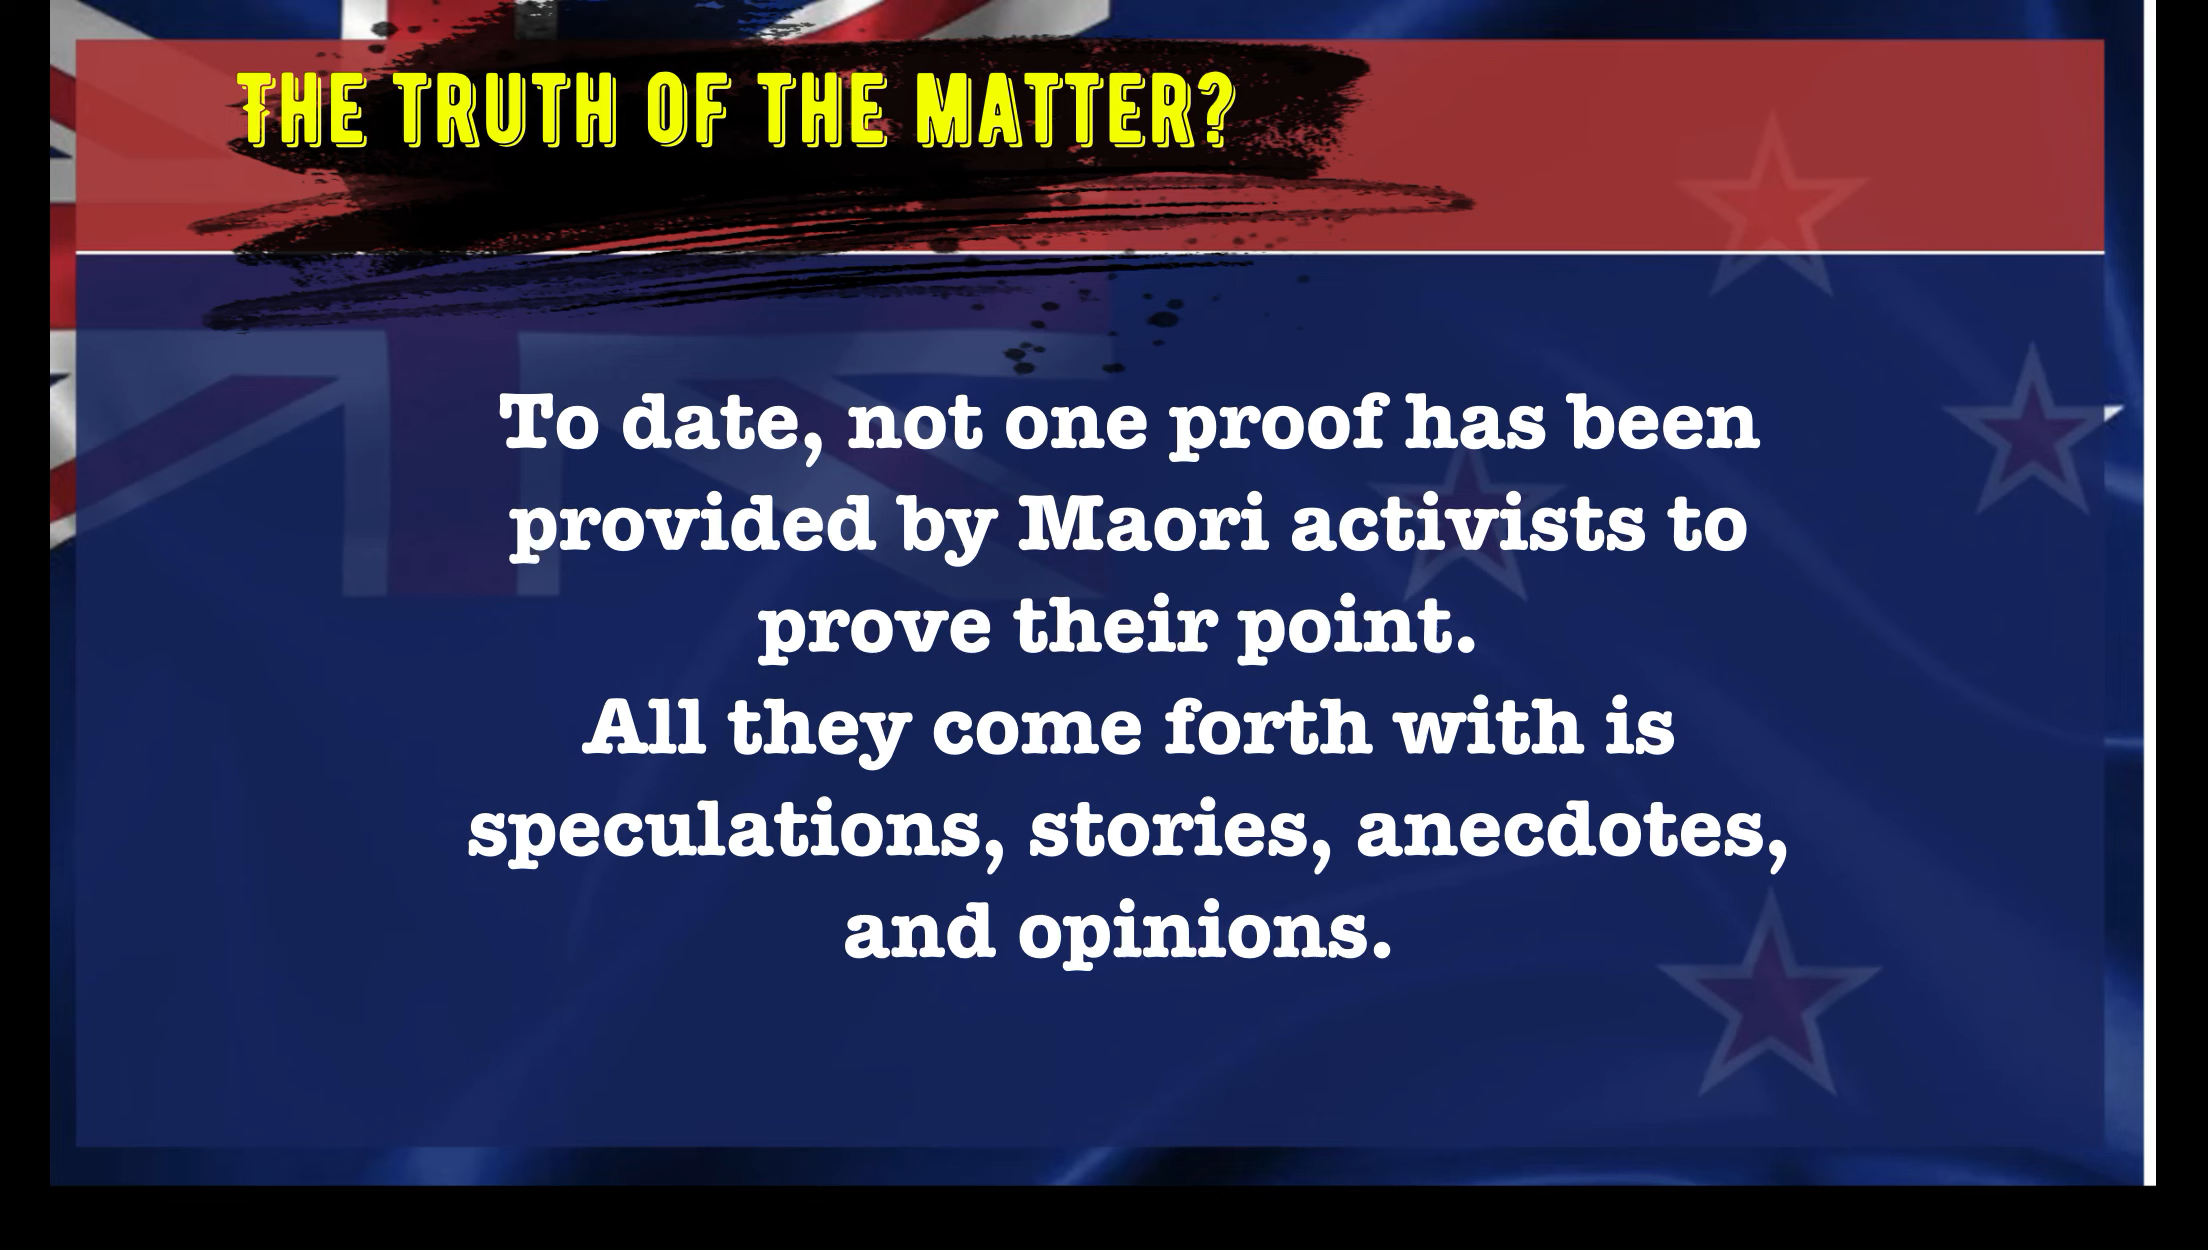 THE TRUTH OF THE MATTER?
To date, not one proof has been
provided by Maori activists to
prove their point.
All they come forth with is
speculations, stories, anecdotes,
and opinions.